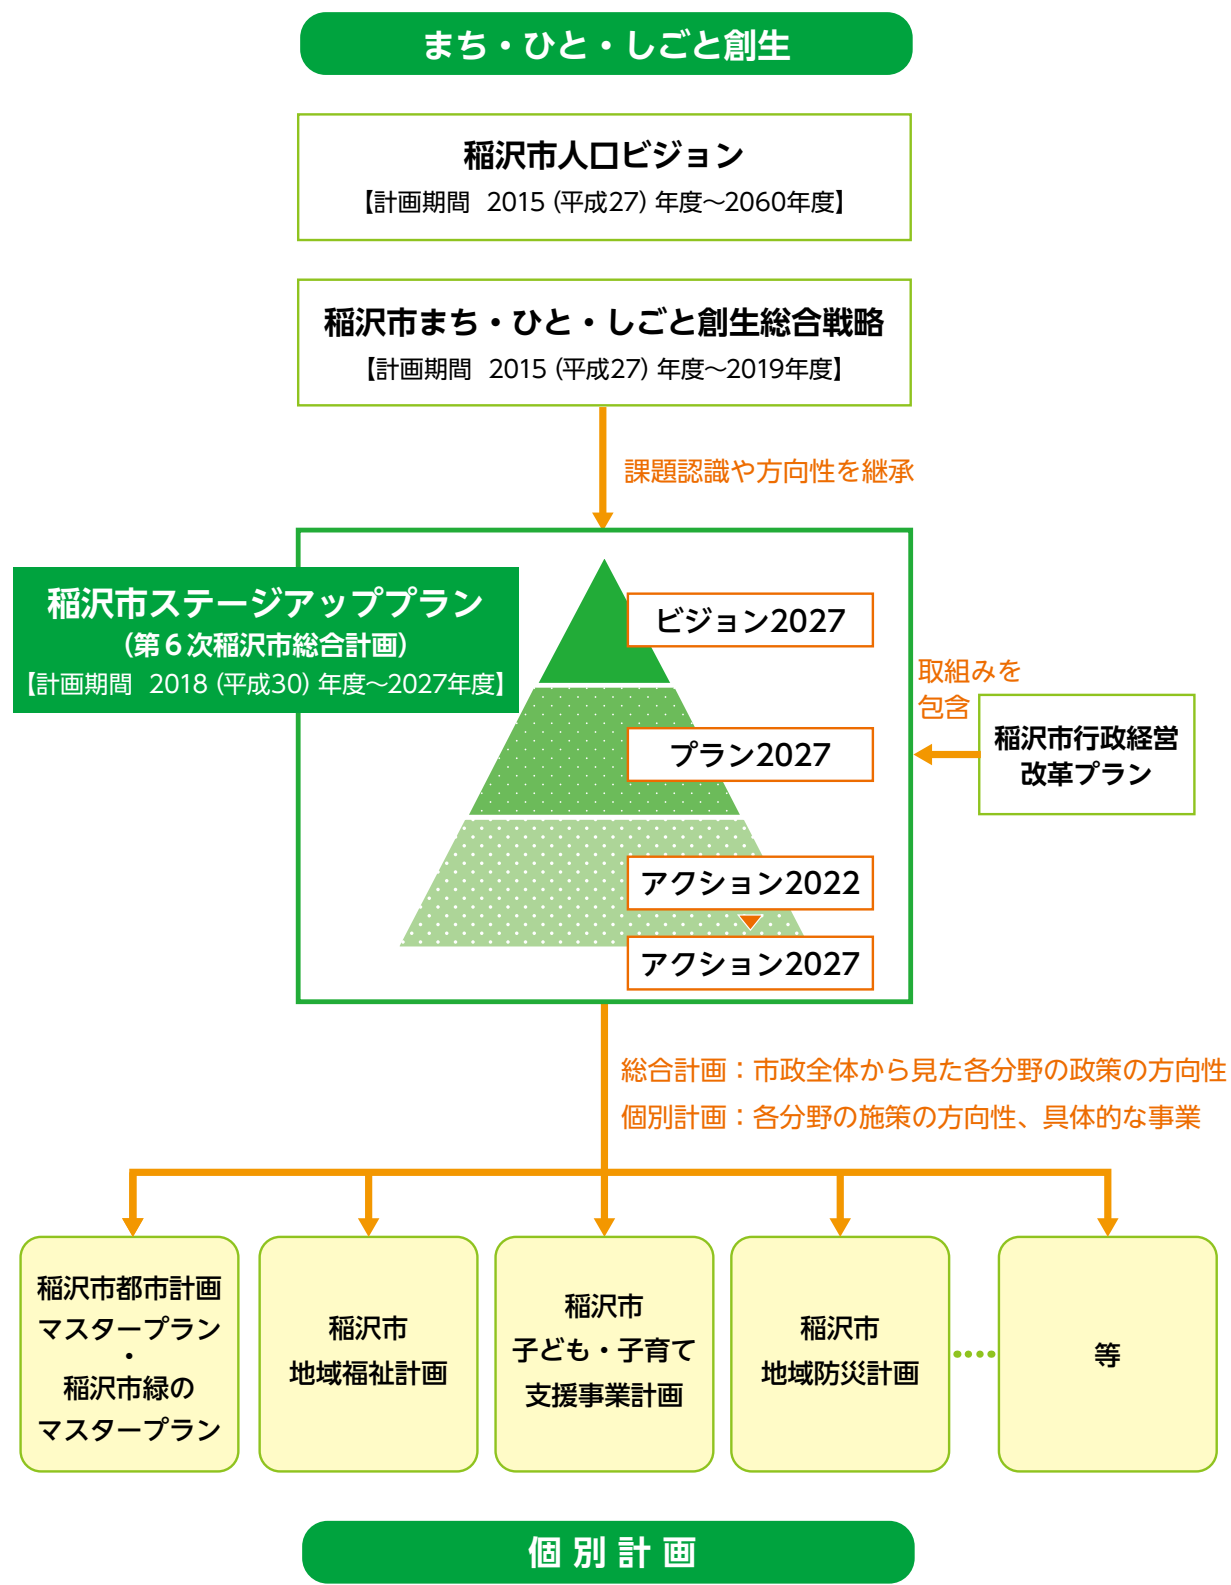 まち・ひと・しごと創生
稲沢市人口ビジョン
【計画期間 2015（平成27）年度〜2060年度】
稲沢市まち・ひと・しごと創生総合戦略
【計画期間 2015（平成27）年度〜2019年度】
課題認識や方向性を継承
稲沢市ステージアッププラン
（第６次稲沢市総合計画）
【計画期間 2018（平成30）年度〜2027年度】
ビジョン2027
プラン2027
アクション2022
アクション2027
取組みを
包含
稲沢市行政経営
改革プラン
総合計画：市政全体から見た各分野の政策の方向性
個別計画：各分野の施策の方向性、具体的な事業
稲沢市都市計画
マスタープラン
・
稲沢市緑の
マスタープラン
稲沢市
地域福祉計画
稲沢市
子ども・子育て
支援事業計画
稲沢市
地域防災計画
等
個別計画